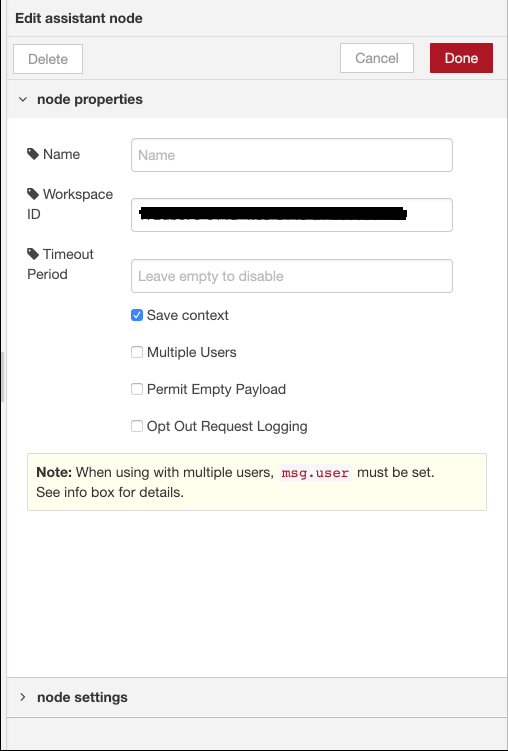 Edit assistant node
Delete
Cancel
Done
node properties
Name
Name
Workspace
ID
Timeout
Period
Leave empty to disable
Save context
Multiple Users
Permit Empty Payload
Opt Out Request Logging
Note: When using with multiple users, msg.user must be set.
See info box for details.
node settings